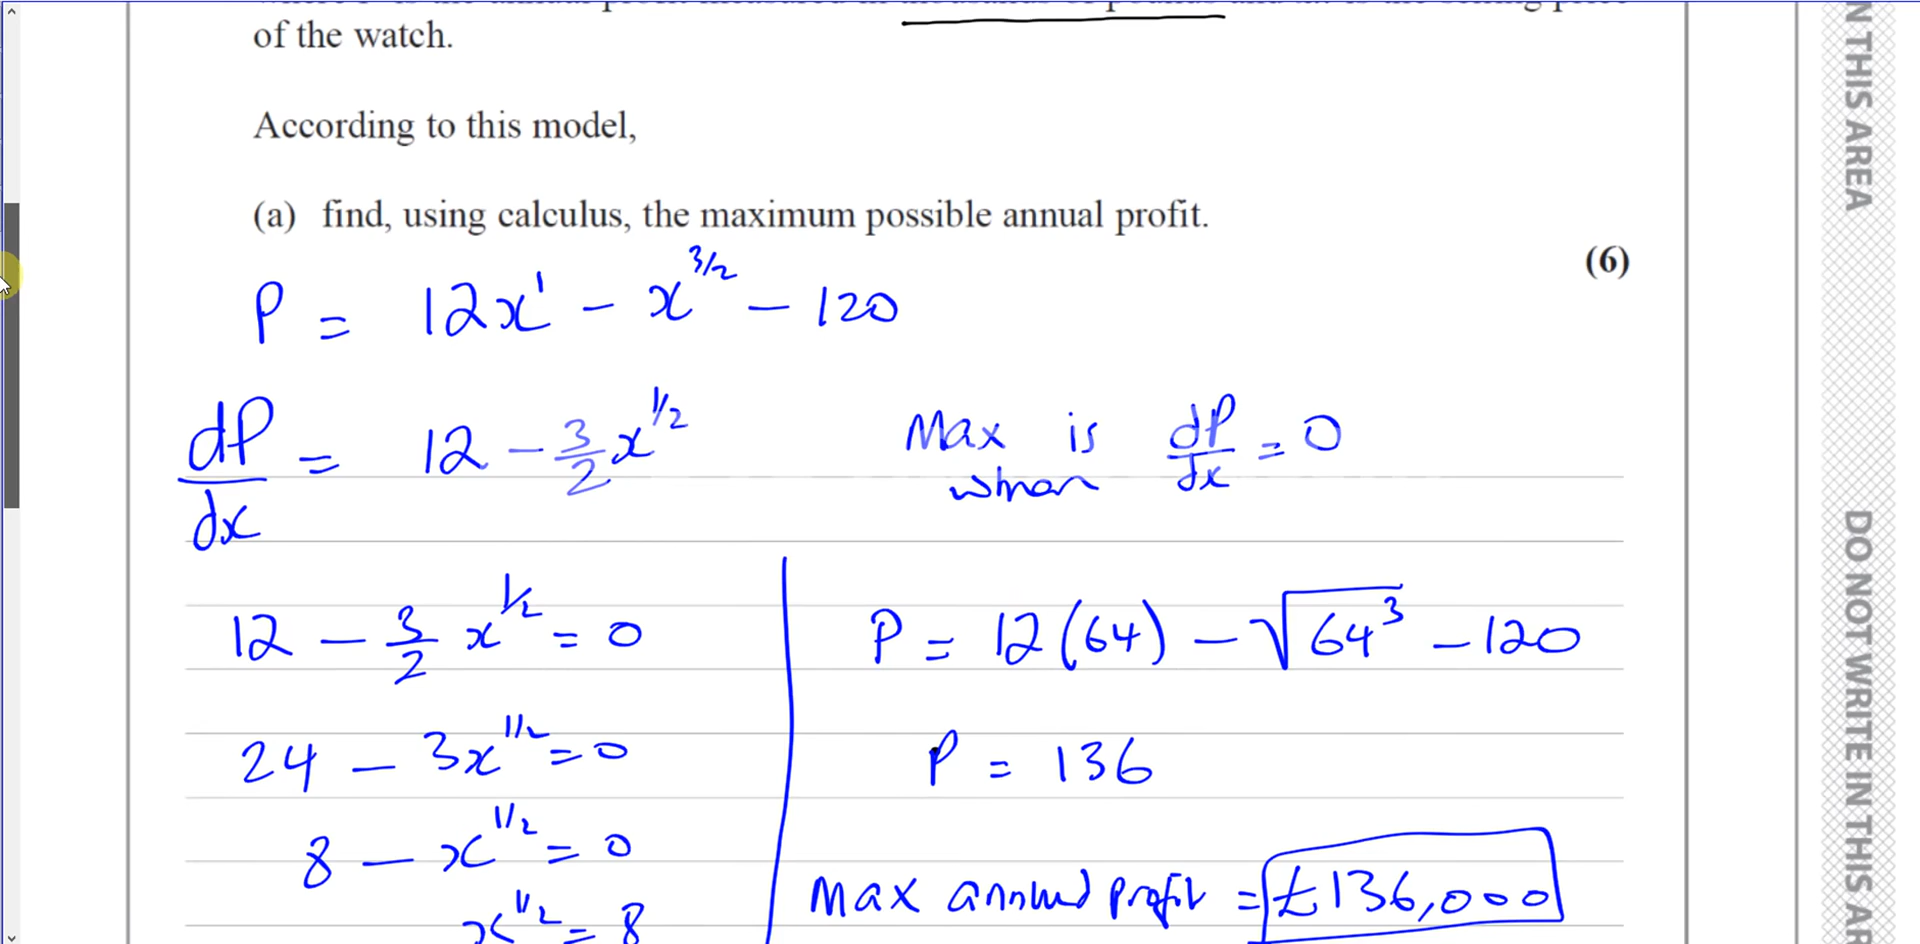 of the watch.
According to this model,
(a) find, using calculus, the maximum possible annual profit.
(6)
P = 12x¹ - x^3/2 - 120
dP/dx = 12 - 3/2 x^1/2
Max is when dP/dx = 0
12 - 3/2 x^1/2 = 0
24 - 3x^1/2 = 0
8 - x^1/2 = 0
x^1/2 = 8
P = 12(64) - √64³ - 120
P = 136
Max annual profit = £136,000
N THIS AREA
DO NOT WRITE IN THIS AR